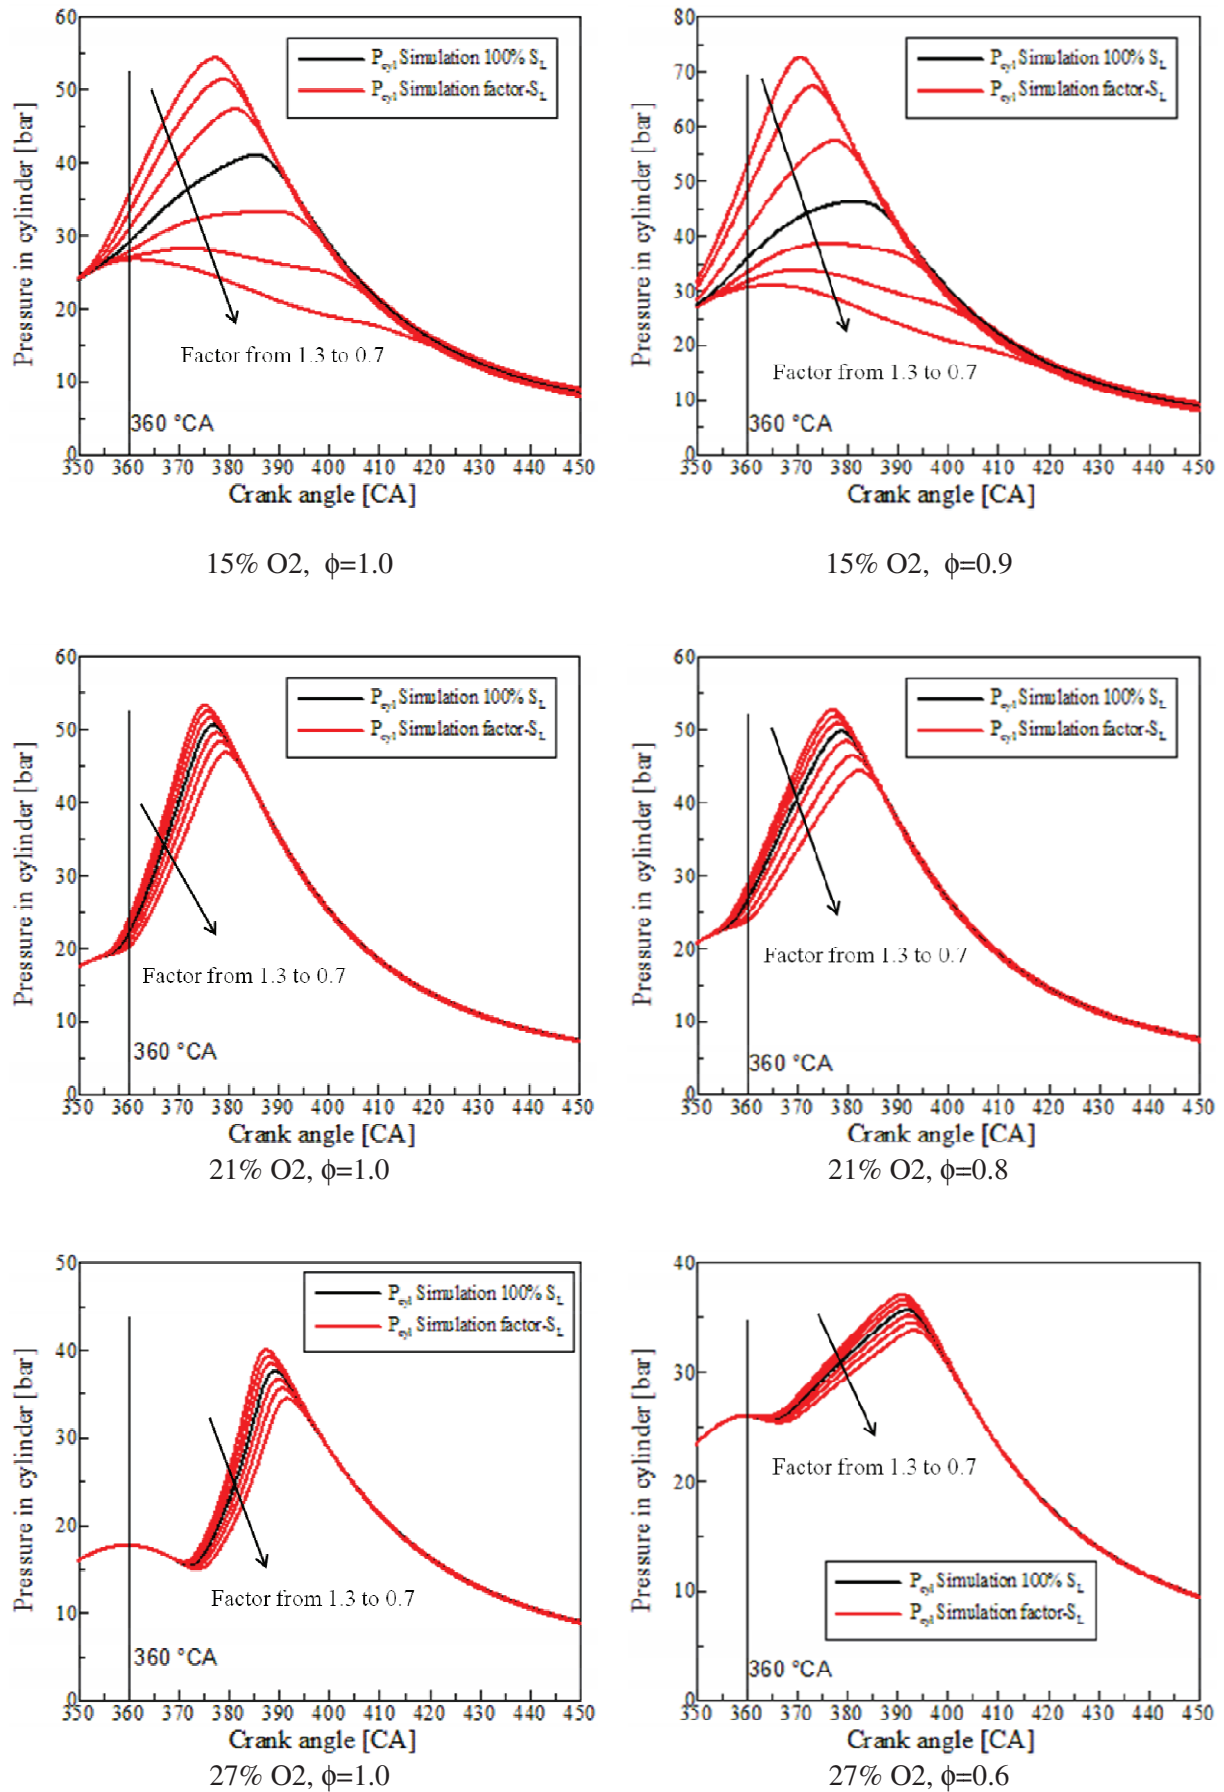 60
50
40
30
20
10
0
Pressure in cylinder [bar]
P_cyl Simulation 100% S_L
P_cyl Simulation factor-S_L
Factor from 1.3 to 0.7
360 °CA
350 360 370 380 390 400 410 420 430 440 450
Crank angle [CA]
15% O2, ϕ=1.0
80
70
60
50
40
30
20
10
0
Pressure in cylinder [bar]
P_cyl Simulation 100% S_L
P_cyl Simulation factor-S_L
Factor from 1.3 to 0.7
360 °CA
350 360 370 380 390 400 410 420 430 440 450
Crank angle [CA]
15% O2, ϕ=0.9
60
50
40
30
20
10
0
Pressure in cylinder [bar]
P_cyl Simulation 100% S_L
P_cyl Simulation factor-S_L
Factor from 1.3 to 0.7
360 °CA
350 360 370 380 390 400 410 420 430 440 450
Crank angle [CA]
21% O2, ϕ=1.0
60
50
40
30
20
10
0
Pressure in cylinder [bar]
P_cyl Simulation 100% S_L
P_cyl Simulation factor-S_L
Factor from 1.3 to 0.7
360 °CA
350 360 370 380 390 400 410 420 430 440 450
Crank angle [CA]
21% O2, ϕ=0.8
50
40
30
20
10
0
Pressure in cylinder [bar]
P_cyl Simulation 100% S_L
P_cyl Simulation factor-S_L
Factor from 1.3 to 0.7
360 °CA
350 360 370 380 390 400 410 420 430 440 450
Crank angle [CA]
27% O2, ϕ=1.0
40
30
20
10
0
Pressure in cylinder [bar]
Factor from 1.3 to 0.7
P_cyl Simulation 100% S_L
P_cyl Simulation factor-S_L
360 °CA
350 360 370 380 390 400 410 420 430 440 450
Crank angle [CA]
27% O2, ϕ=0.6